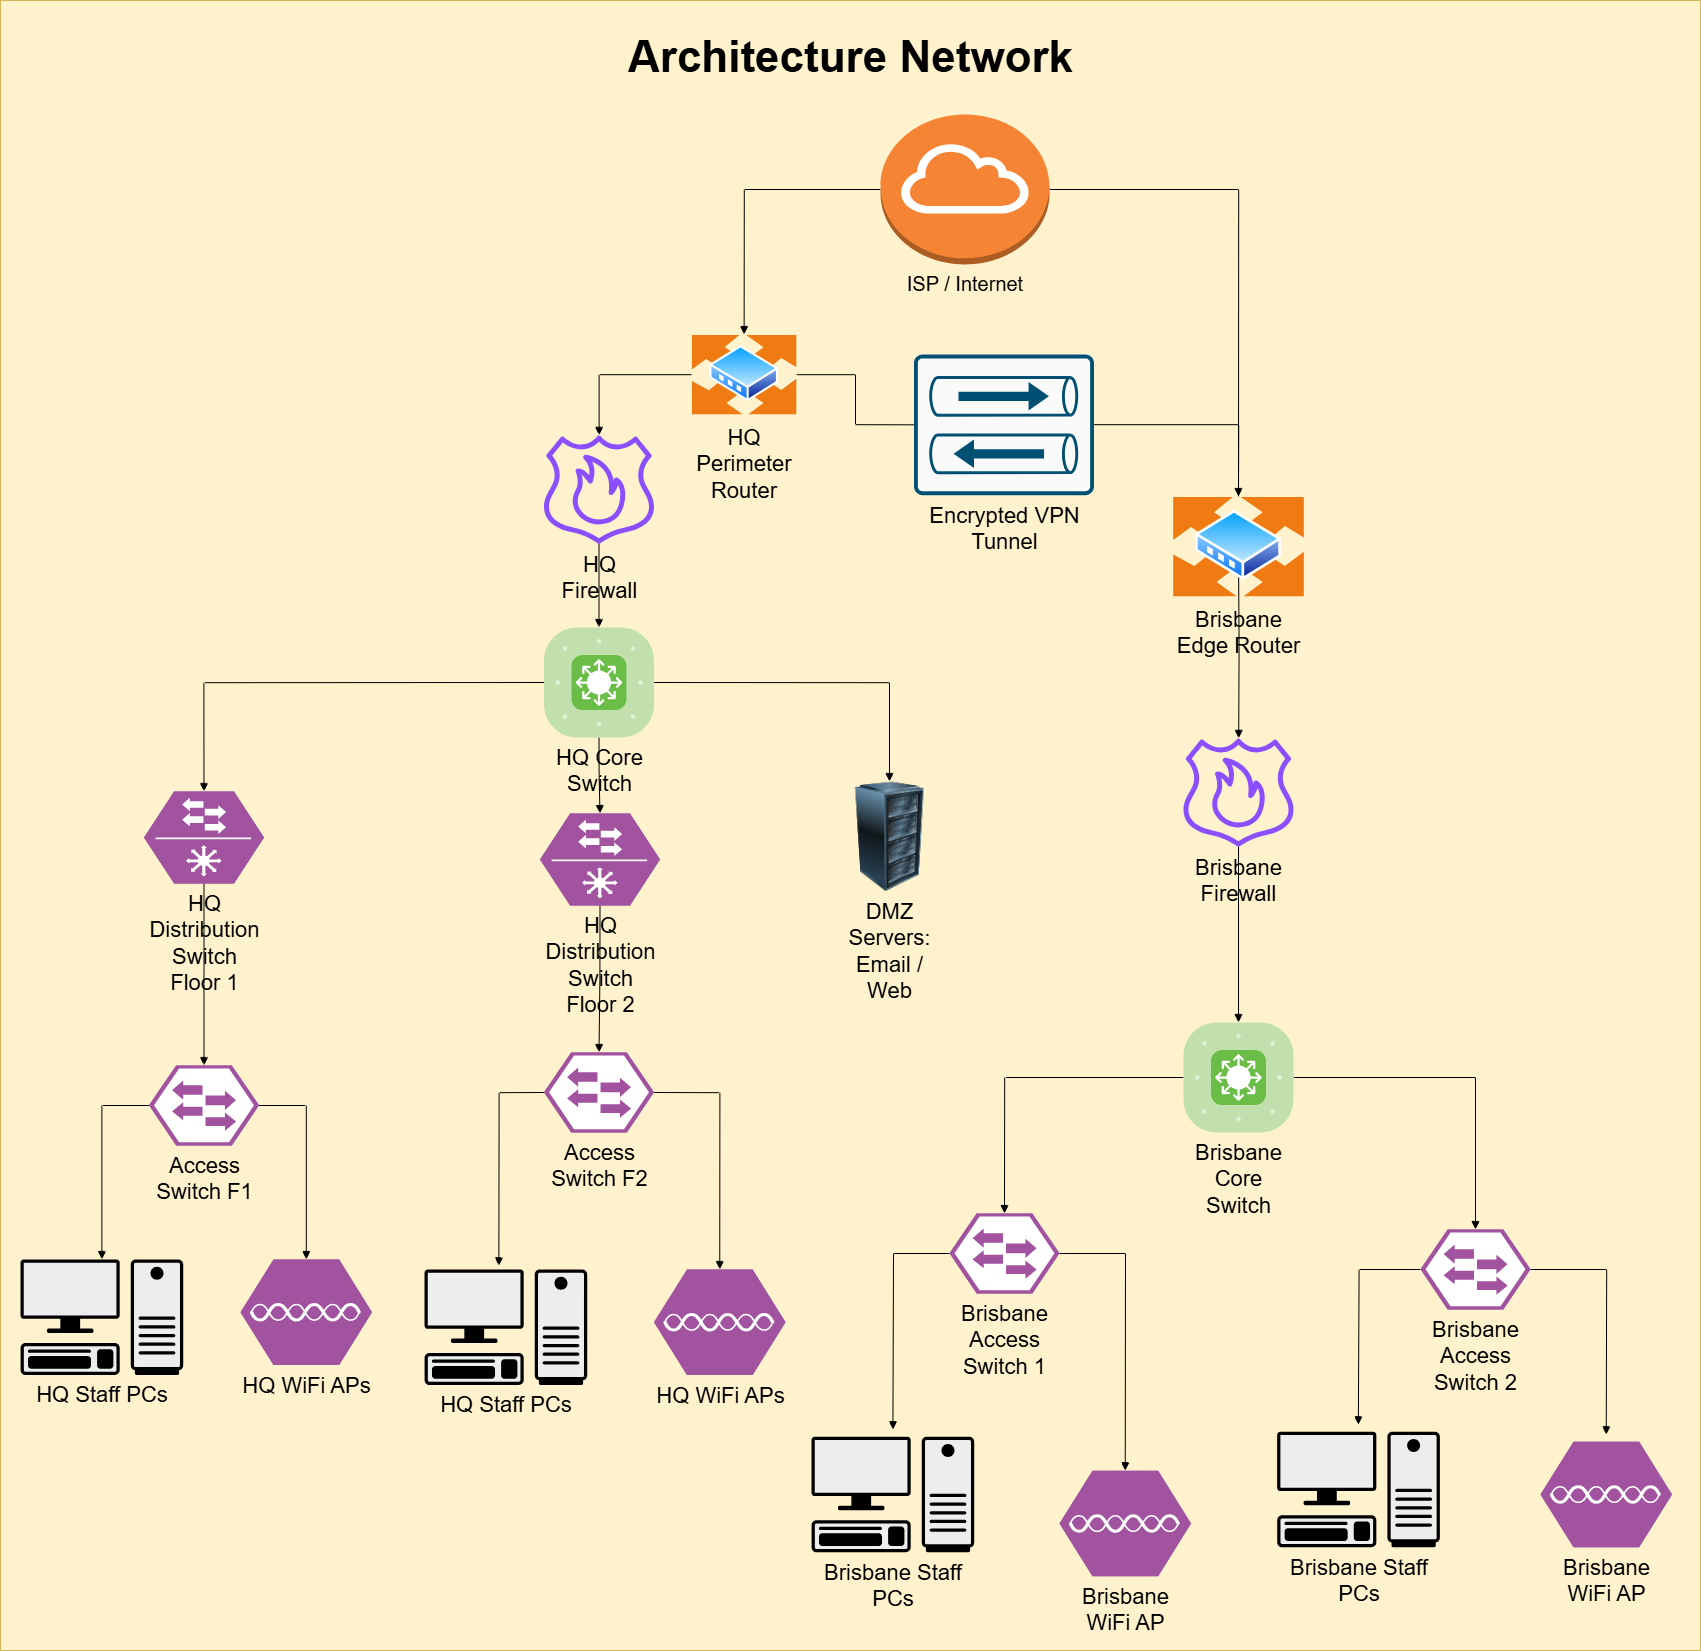 Architecture Network
ISP / Internet
HQ
Perimeter
Router
Encrypted VPN
Tunnel
HQ
Firewall
Brisbane
Edge Router
HQ Core
Switch
Brisbane
Firewall
HQ
Distribution
Switch
Floor 1
HQ
Distribution
Switch
Floor 2
DMZ
Servers:
Email /
Web
Access
Switch F1
Access
Switch F2
Brisbane
Core
Switch
HQ Staff PCs
HQ WiFi APs
HQ Staff PCs
HQ WiFi APs
Brisbane
Access
Switch 1
Brisbane
Access
Switch 2
Brisbane Staff
PCs
Brisbane
WiFi AP
Brisbane Staff
PCs
Brisbane
WiFi AP